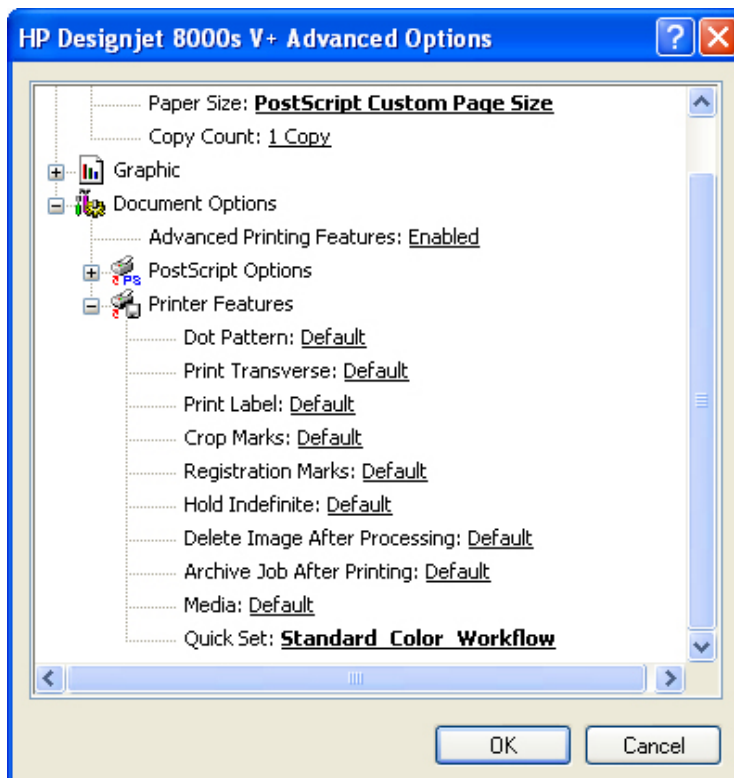 HP Designjet 8000s V+ Advanced Options
Paper Size: PostScript Custom Page Size
Copy Count: 1 Copy
Graphic
Document Options
Advanced Printing Features: Enabled
PS PostScript Options
Printer Features
Dot Pattern: Default
Print Transverse: Default
Print Label: Default
Crop Marks: Default
Registration Marks: Default
Hold Indefinite: Default
Delete Image After Processing: Default
Archive Job After Printing: Default
Media: Default
Quick Set: Standard_Color_Workflow
OK Cancel